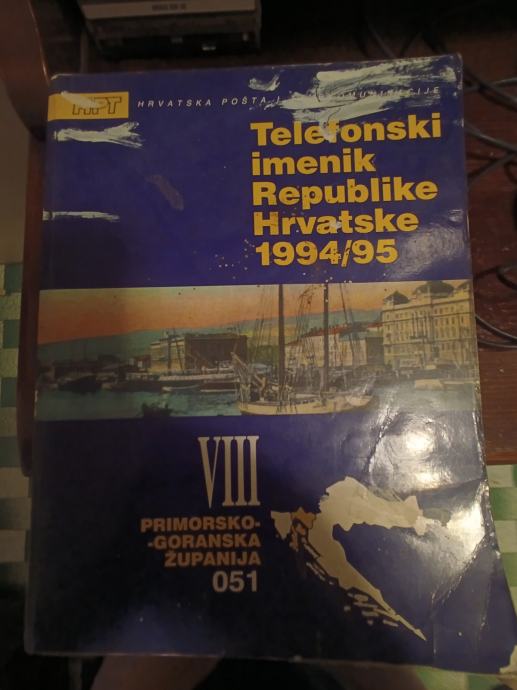 HPT HRVATSKA POŠTA I
Telefonski
imenik
Republike
Hrvatske
1994/95
VIII
PRIMORSKO-
-GORANSKA
ŽUPANIJA
051